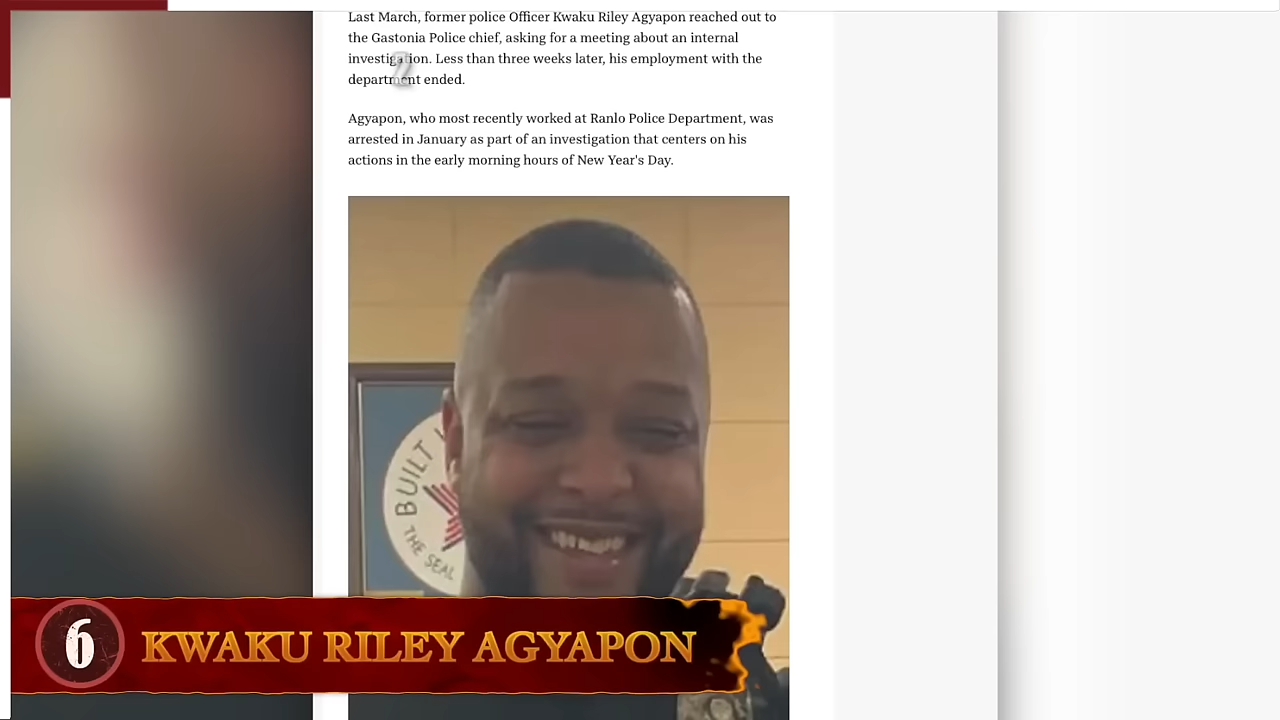 Last March, former police Officer Kwaku Riley Agyapon reached out to
the Gastonia Police chief, asking for a meeting about an internal
investigation. Less than three weeks later, his employment with the
department ended.
2
Agyapon, who most recently worked at Ranlo Police Department, was
arrested in January as part of an investigation that centers on his
actions in the early morning hours of New Year's Day.
BUILT
THE SEAL
6 KWAKU RILEY AGYAPON